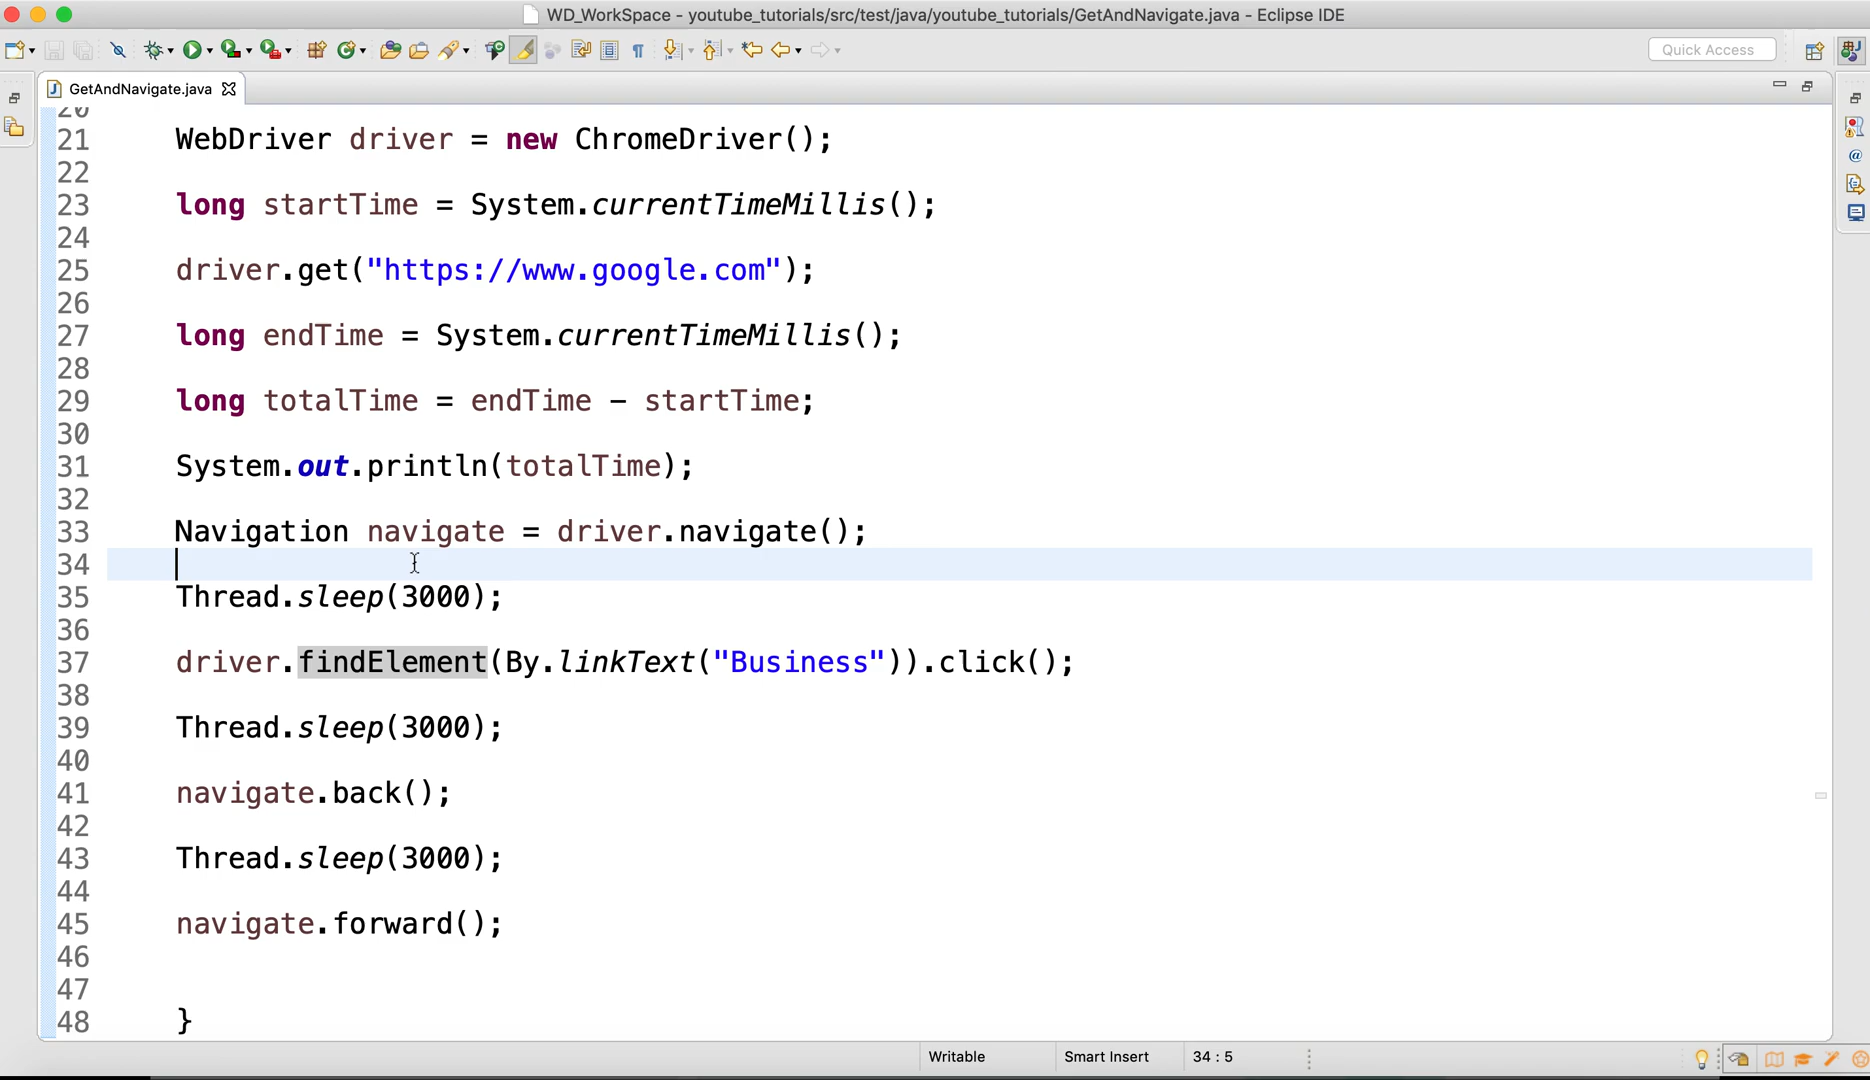 WD_WorkSpace - youtube_tutorials/src/test/java/youtube_tutorials/GetAndNavigate.java - Eclipse IDE
Quick Access
GetAndNavigate.java
20
21 WebDriver driver = new ChromeDriver();
22
23 long startTime = System.currentTimeMillis();
24
25 driver.get("https://www.google.com");
26
27 long endTime = System.currentTimeMillis();
28
29 long totalTime = endTime - startTime;
30
31 System.out.println(totalTime);
32
33 Navigation navigate = driver.navigate();
34
35 Thread.sleep(3000);
36
37 driver.findElement(By.linkText("Business")).click();
38
39 Thread.sleep(3000);
40
41 navigate.back();
42
43 Thread.sleep(3000);
44
45 navigate.forward();
46
47
48 }
Writable Smart Insert 34 : 5